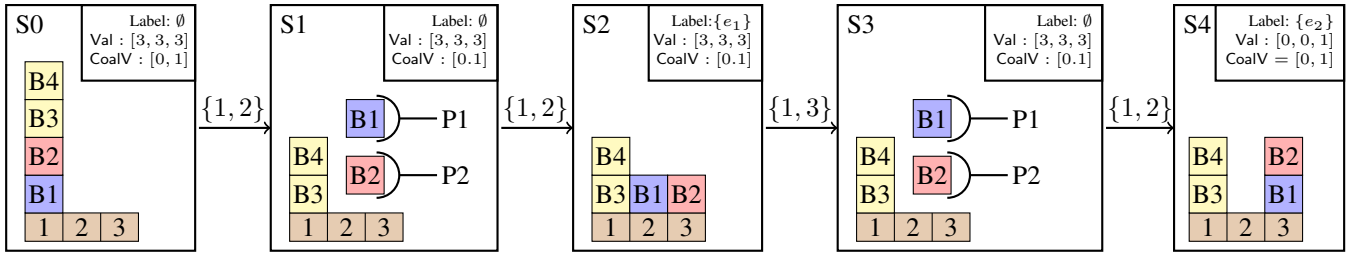 S0
Label: ∅
Val : [3, 3, 3]
CoalV : [0, 1]
B4
B3
B2
B1
1 2 3
{1, 2}
S1
Label: ∅
Val : [3, 3, 3]
CoalV : [0.1]
B1 P1
B4
B2 P2
B3
1 2 3
{1, 2}
S2
Label:{e₁}
Val : [3, 3, 3]
CoalV : [0.1]
B4
B3 B1 B2
1 2 3
{1, 3}
S3
Label: ∅
Val : [3, 3, 3]
CoalV : [0.1]
B1 P1
B4
B2 P2
B3
1 2 3
{1, 2}
S4
Label: {e₂}
Val : [0, 0, 1]
CoalV = [0, 1]
B4 B2
B3 B1
1 2 3